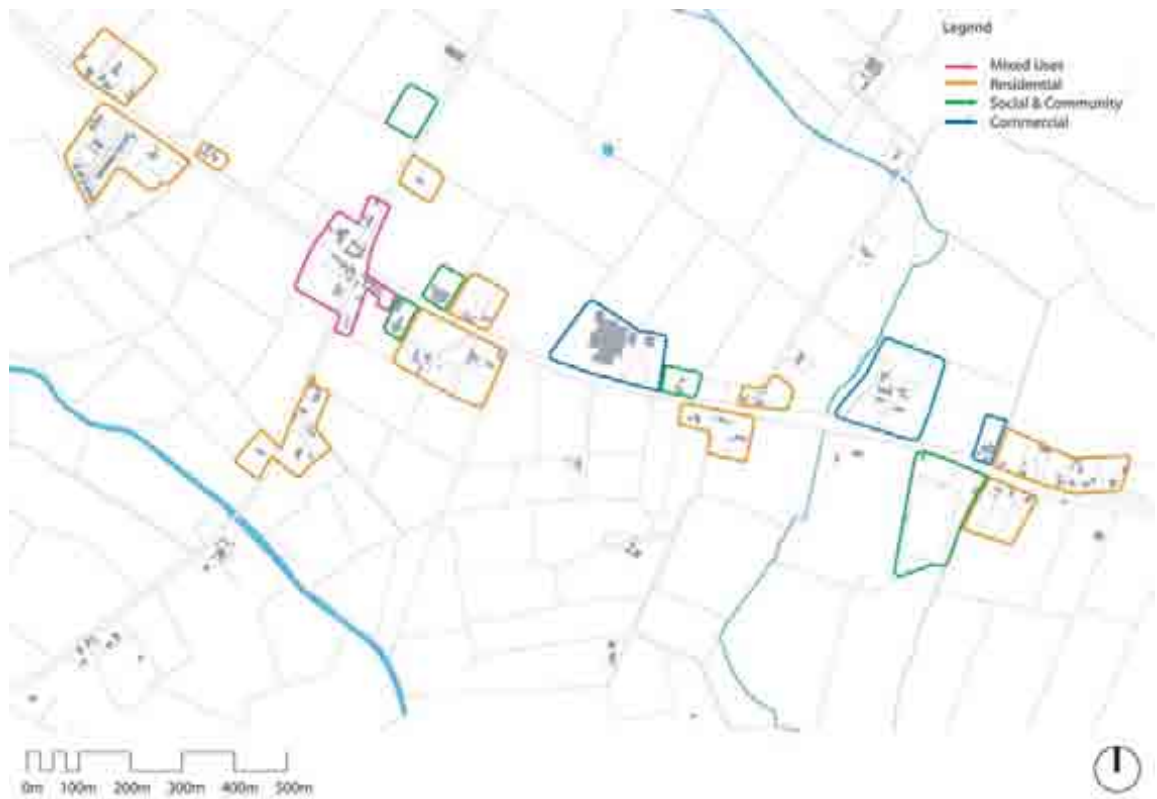 Legend
Mixed Uses
Residential
Social & Community
Commercial
0m 100m 200m 300m 400m 500m